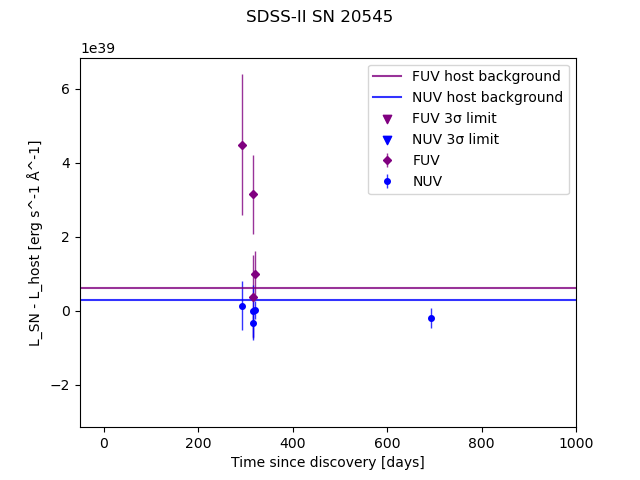 SDSS-II SN 20545
1e39
FUV host background
NUV host background
FUV 3σ limit
NUV 3σ limit
FUV
NUV
6
4
2
0
−2
L_SN - L_host [erg s^-1 Å^-1]
0 200 400 600 800 1000
Time since discovery [days]